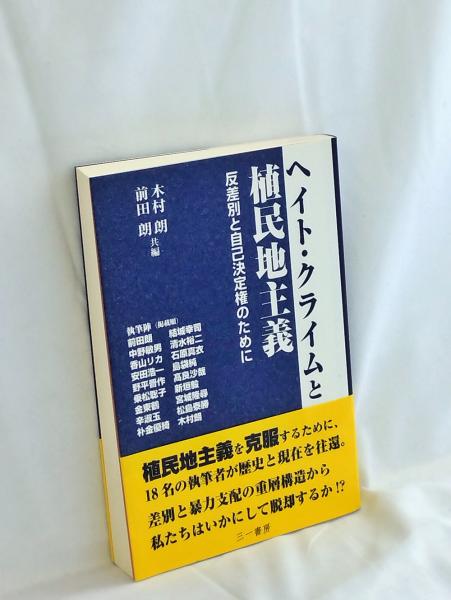 ヘイト・クライムと
植民地主義
反差別と自己決定権のために
木村 朗
前田 朗 共編
執筆陣(掲載順)
前田朗
中野敏男
香山リカ
安田浩一
野平晋作
乗松聡子
金東鶴
辛淑玉
朴金優綺
結城幸司
清水裕二
石原真衣
島袋純
高良沙哉
新垣毅
宮城隆尋
松島泰勝
木村朗
植民地主義を克服するために、
18名の執筆者が歴史と現在を往還。
差別と暴力支配の重層構造から
私たちはいかにして脱却するか!?
三一書房